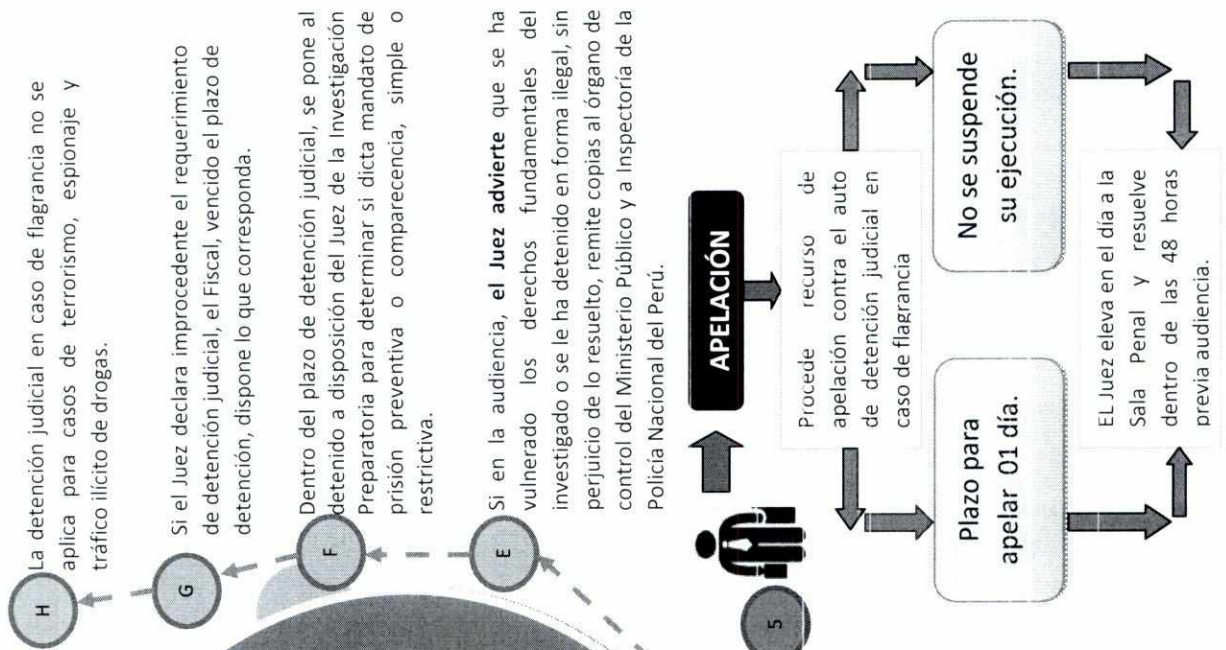 H
La detención judicial en caso de flagrancia no se
aplica para casos de terrorismo, espionaje y
tráfico ilícito de drogas.
G
Si el Juez declara improcedente el requerimiento
de detención judicial, el Fiscal, vencido el plazo de
detención, dispone lo que corresponda.
F
Dentro del plazo de detención judicial, se pone al
detenido a disposición del Juez de la Investigación
Preparatoria para determinar si dicta mandato de
prisión preventiva o comparecencia, simple o
restrictiva.
E
Si en la audiencia, el Juez advierte que se ha
vulnerado los derechos fundamentales del
investigado o se le ha detenido en forma ilegal, sin
perjuicio de lo resuelto, remite copias al órgano de
control del Ministerio Público y a Inspectoría de la
Policía Nacional del Perú.
5
APELACIÓN
Procede recurso de
apelación contra el auto
de detención judicial en
caso de flagrancia
Plazo para
apelar 01 día.
No se suspende
su ejecución.
EL Juez eleva en el día a la
Sala Penal y resuelve
dentro de las 48 horas
previa audiencia.